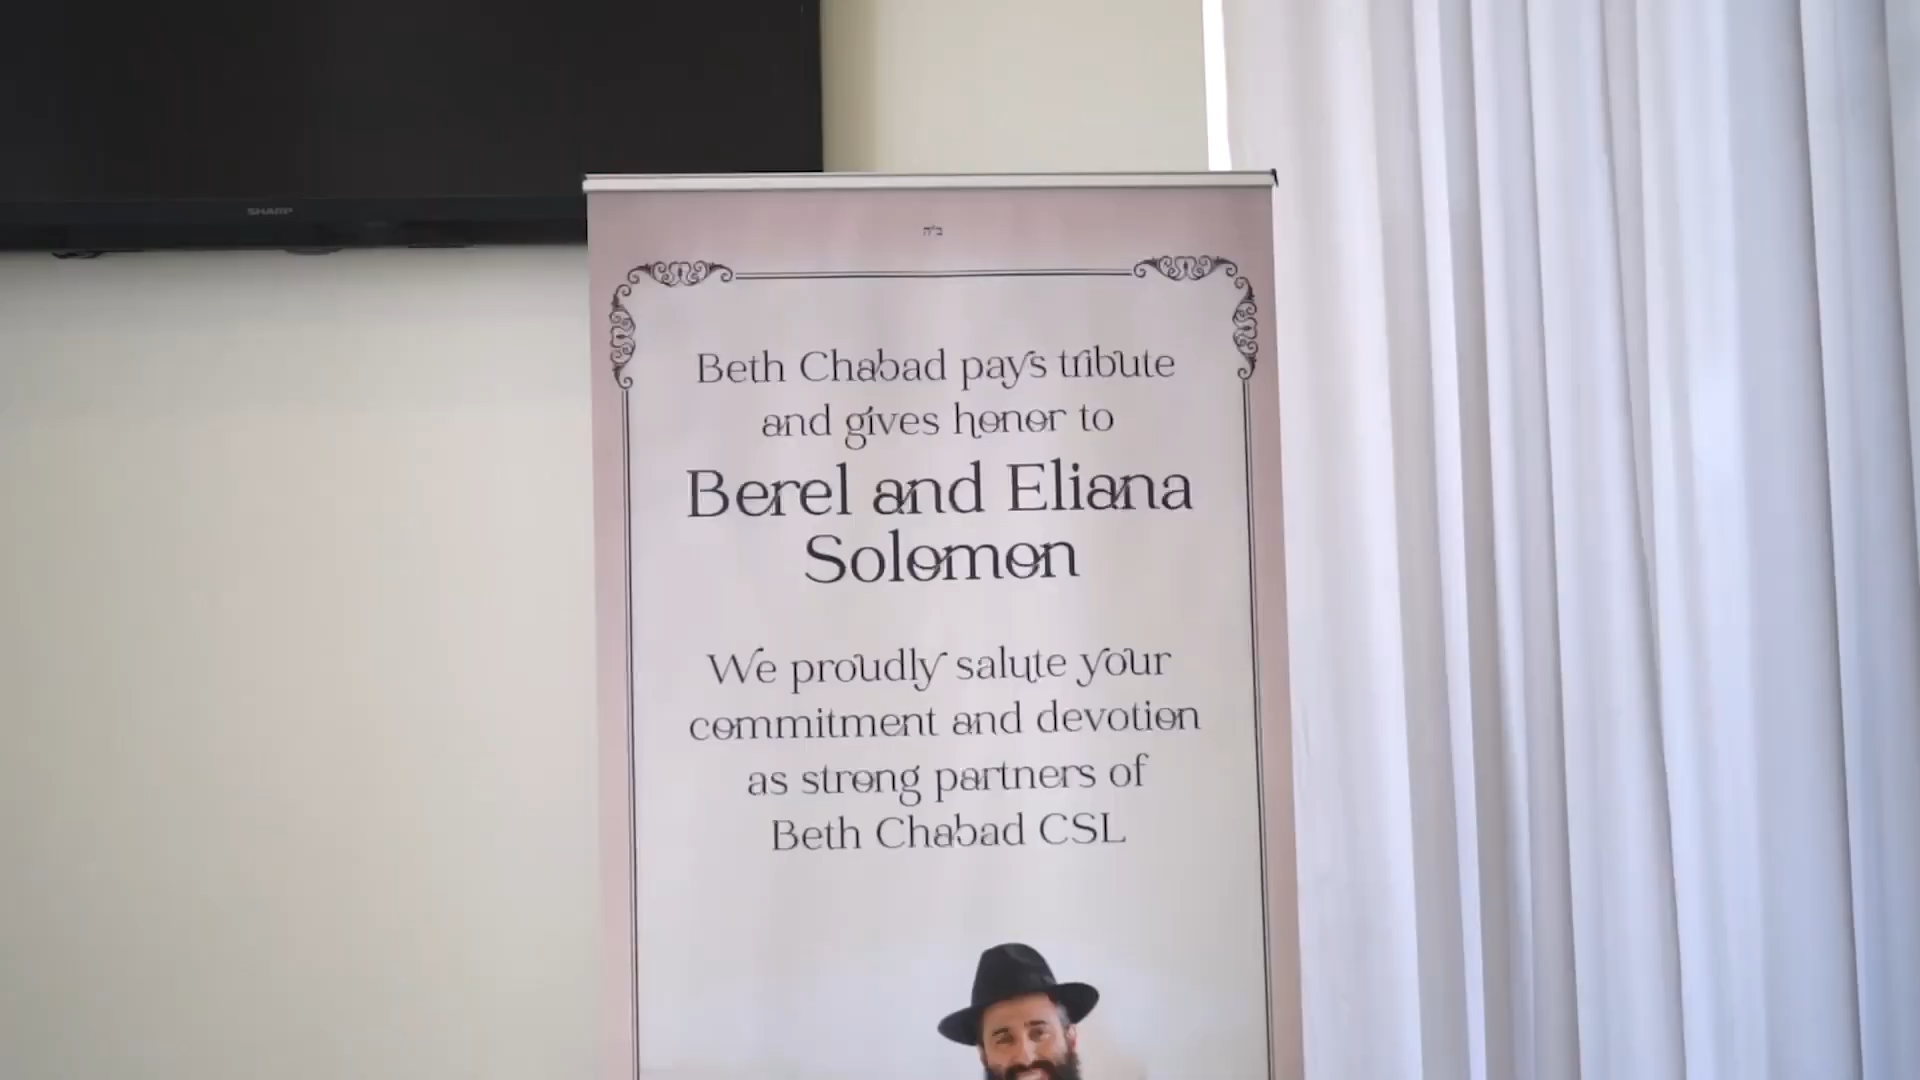 SHARP
ב"ה
Beth Chabad pays tribute
and gives honor to
Berel and Eliana
Solomon
We proudly salute your
commitment and devotion
as strong partners of
Beth Chabad CSL